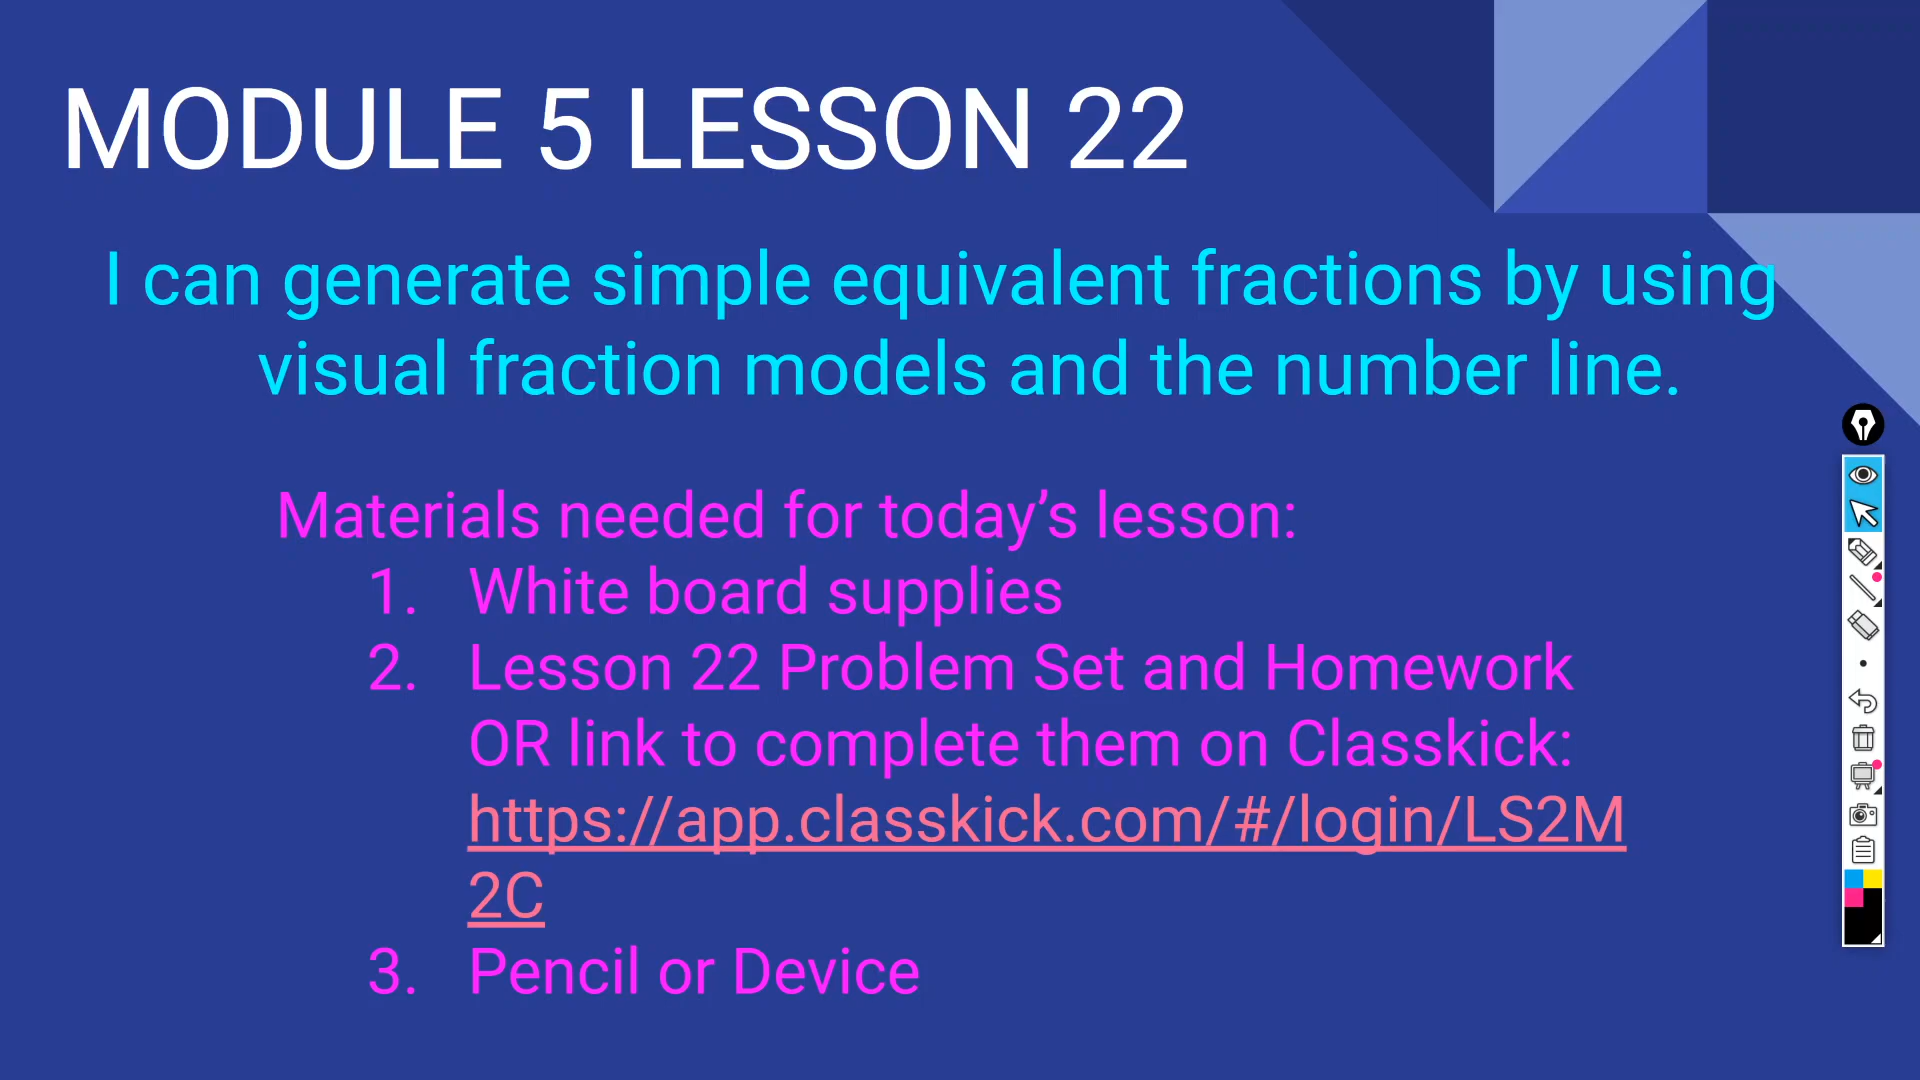 MODULE 5 LESSON 22
I can generate simple equivalent fractions by using
visual fraction models and the number line.
Materials needed for today’s lesson:
1. White board supplies
2. Lesson 22 Problem Set and Homework
OR link to complete them on Classkick:
https://app.classkick.com/#/login/LS2M
2C
3. Pencil or Device